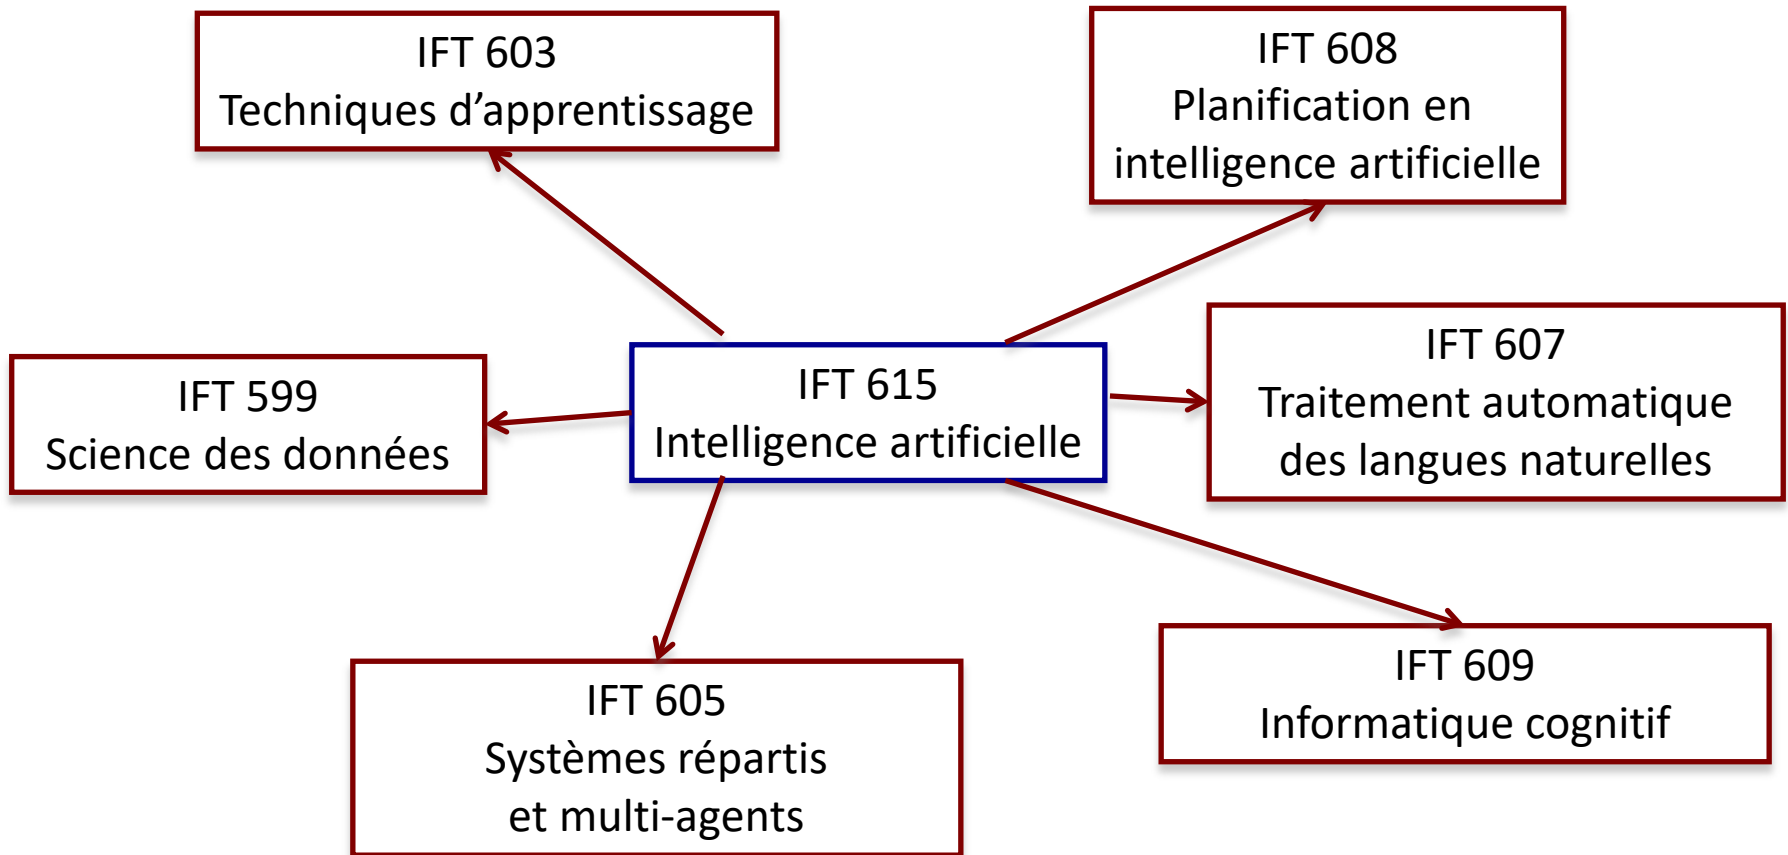 IFT 603
Techniques d’apprentissage
IFT 608
Planification en
intelligence artificielle
IFT 615
Intelligence artificielle
IFT 607
Traitement automatique
des langues naturelles
IFT 599
Science des données
IFT 605
Systèmes répartis
et multi-agents
IFT 609
Informatique cognitif